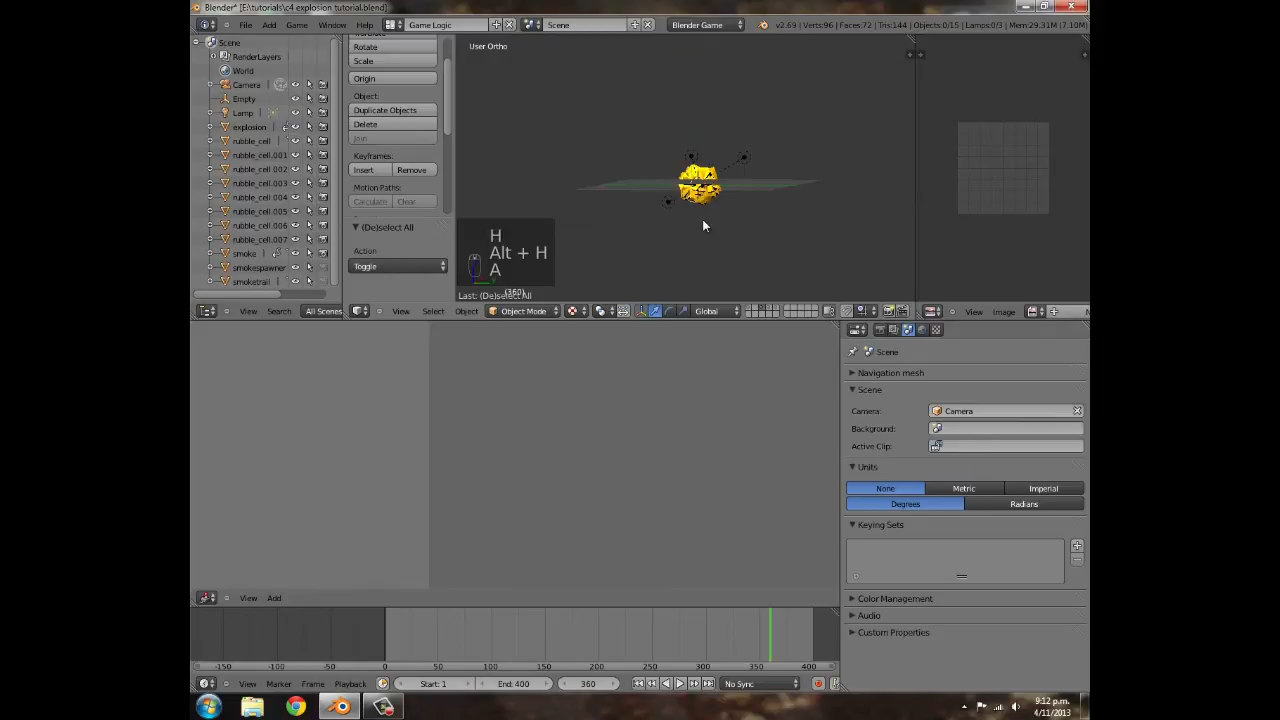 Blender* [E:\tutorials\c4 explosion tutorial.blend]
File Add Game Window Help Game Logic Scene Blender Game v2.69 | Verts:96 | Faces:72 | Tris:144 | Objects:0/15 | Lamps:0/3 | Mem:29.31M (7.10M)
Scene
RenderLayers
World
Camera
Empty
Lamp
explosion
rubble_cell
rubble_cell.001
rubble_cell.002
rubble_cell.003
rubble_cell.004
rubble_cell.005
rubble_cell.006
rubble_cell.007
smoke
smokespawner
smoketrail
View Search All Scenes
Rotate
Scale
Origin
Object:
Duplicate Objects
Delete
Join
Keyframes:
Insert Remove
Motion Paths:
Calculate Clear
(De)select All
Action
Toggle
User Ortho
H
Alt + H
A
(360)
Last: (De)select All
View Select Object Object Mode Global
View Image
Scene
Navigation mesh
Scene
Camera: Camera
Background:
Active Clip:
Units
None Metric Imperial
Degrees Radians
Keying Sets
Color Management
Audio
Custom Properties
View Add
-150 -100 -50 0 50 100 150 200 250 300 350 400
View Marker Frame Playback Start: 1 End: 400 360 No Sync
9:12 p.m.
4/11/2013